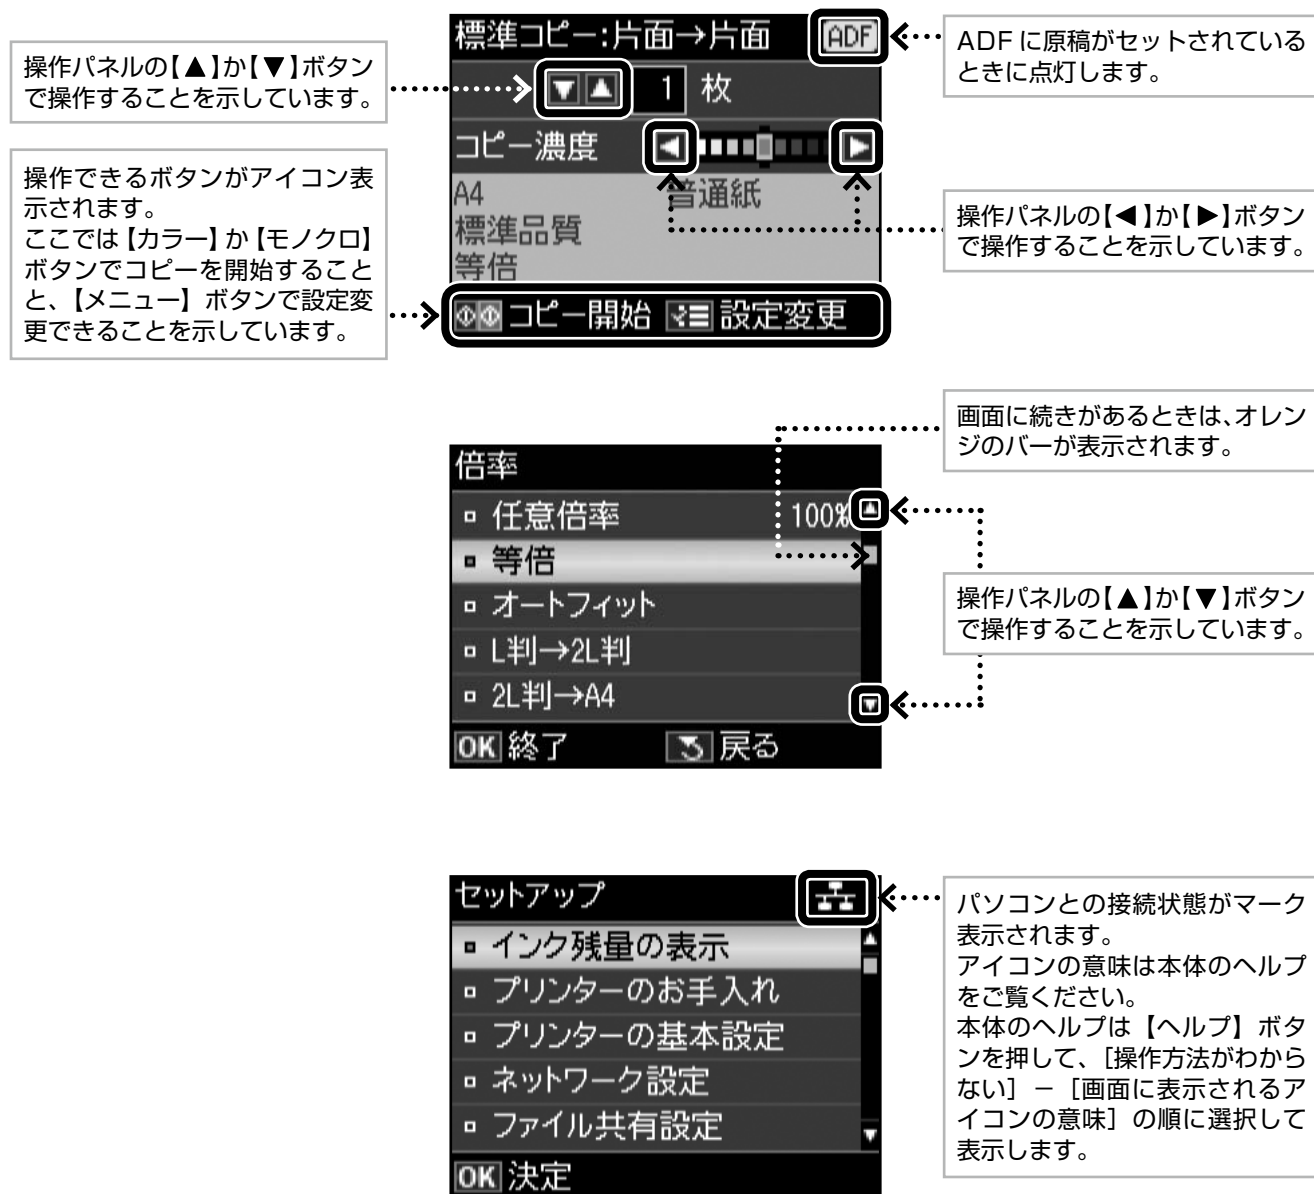 標準コピー:片面→片面 ADF
▼▲ 1 枚
コピー濃度 ◀ ▶
A4 普通紙
標準品質
等倍
コピー開始 設定変更
操作パネルの【▲】か【▼】ボタン
で操作することを示しています。
操作できるボタンがアイコン表
示されます。
ここでは【カラー】か【モノクロ】
ボタンでコピーを開始すること
と、【メニュー】ボタンで設定変
更できることを示しています。
ADF に原稿がセットされている
ときに点灯します。
操作パネルの【◀】か【▶】ボタン
で操作することを示しています。
倍率
任意倍率 100%
等倍
オートフィット
L判→2L判
2L判→A4
OK 終了 戻る
画面に続きがあるときは、オレン
ジのバーが表示されます。
操作パネルの【▲】か【▼】ボタン
で操作することを示しています。
セットアップ
インク残量の表示
プリンターのお手入れ
プリンターの基本設定
ネットワーク設定
ファイル共有設定
OK 決定
パソコンとの接続状態がマーク
表示されます。
アイコンの意味は本体のヘルプ
をご覧ください。
本体のヘルプは【ヘルプ】ボタ
ンを押して、[操作方法がわから
ない] − [画面に表示されるア
イコンの意味] の順に選択して
表示します。